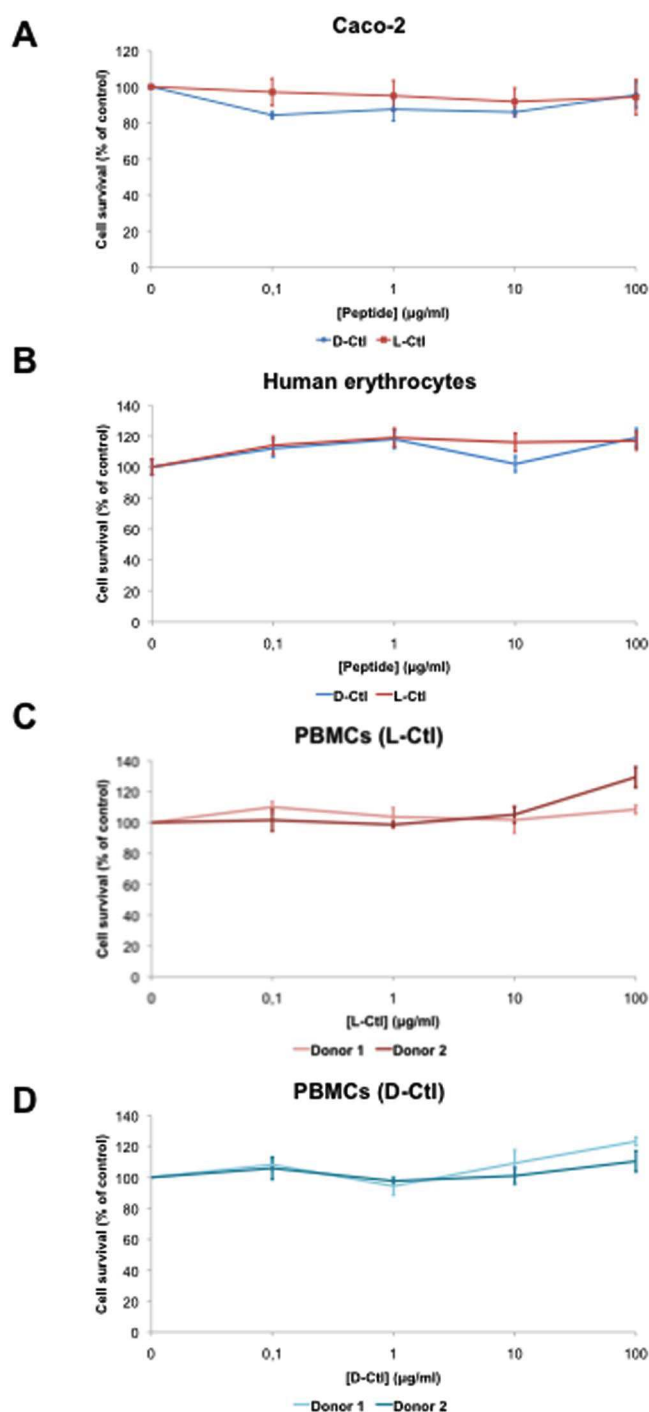 A
Caco-2
Cell survival (% of control)
120
100
80
60
40
20
0
0 0,1 1 10 100
[Peptide] (µg/ml)
D-Ctl L-Ctl
B
Human erythrocytes
Cell survival (% of control)
140
120
100
80
60
40
20
0
0 0,1 1 10 100
[Peptide] (µg/ml)
D-Ctl L-Ctl
C
PBMCs (L-Ctl)
Cell survival (% of control)
140
120
100
80
60
40
20
0
0 0,1 1 10 100
[L-Ctl] (µg/ml)
Donor 1 Donor 2
D
PBMCs (D-Ctl)
Cell survival (% of control)
140
120
100
80
60
40
20
0
0 0,1 1 10 100
[D-Ctl] (µg/ml)
Donor 1 Donor 2